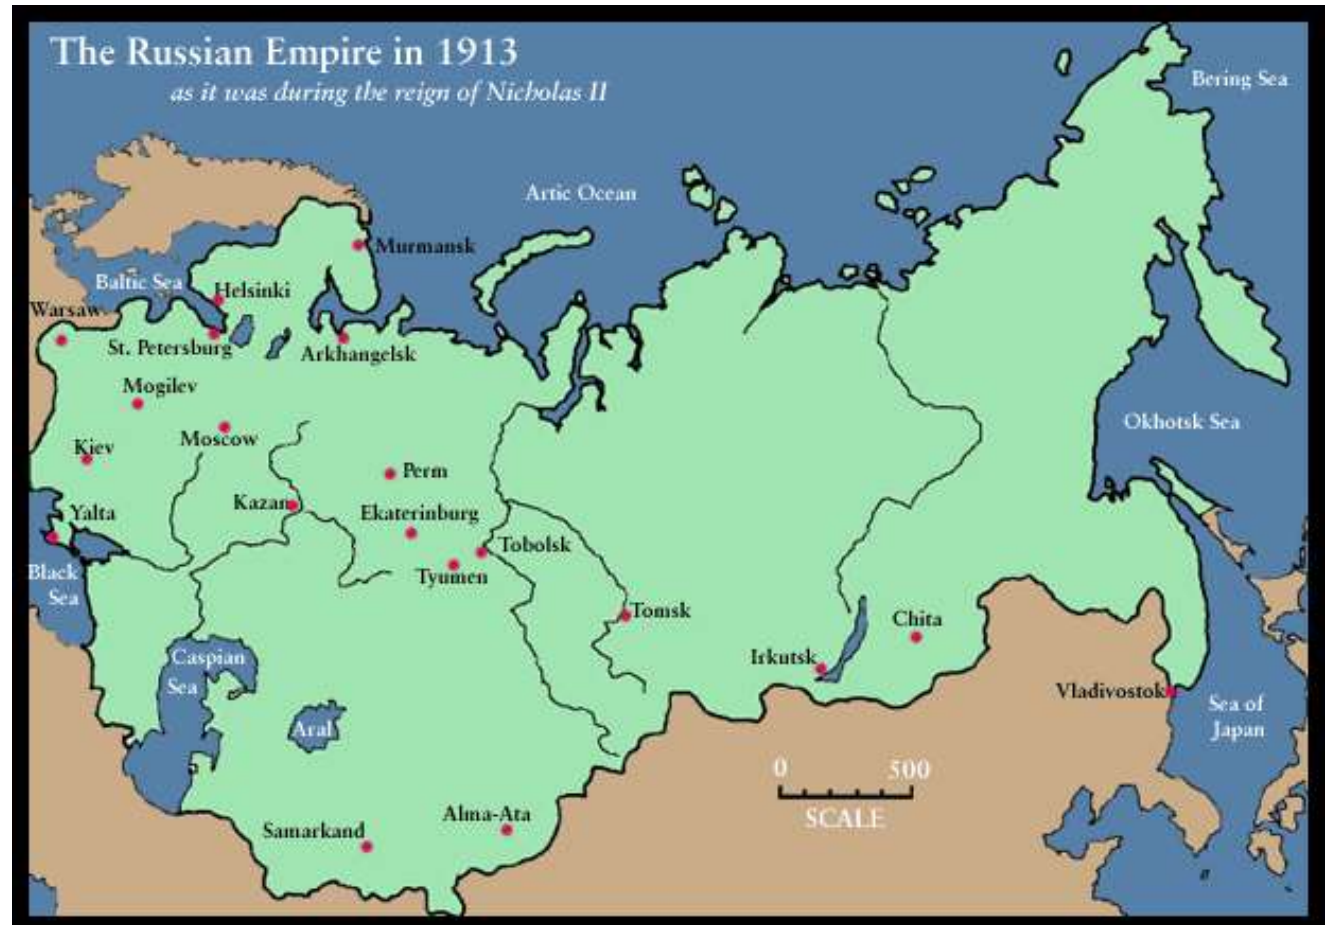 The Russian Empire in 1913
as it was during the reign of Nicholas II
Bering Sea
Artic Ocean
Murmansk
Baltic Sea
Helsinki
Warsaw
St. Petersburg
Arkhangelsk
Mogilev
Okhotsk Sea
Moscow
Kiev
Perm
Kazan
Yalta
Ekaterinburg
Tobolsk
Black
Sea
Tyumen
Tomsk
Chita
Caspian
Sea
Irkutsk
Vladivostok
Sea of
Japan
Aral
0 500
SCALE
Alma-Ata
Samarkand